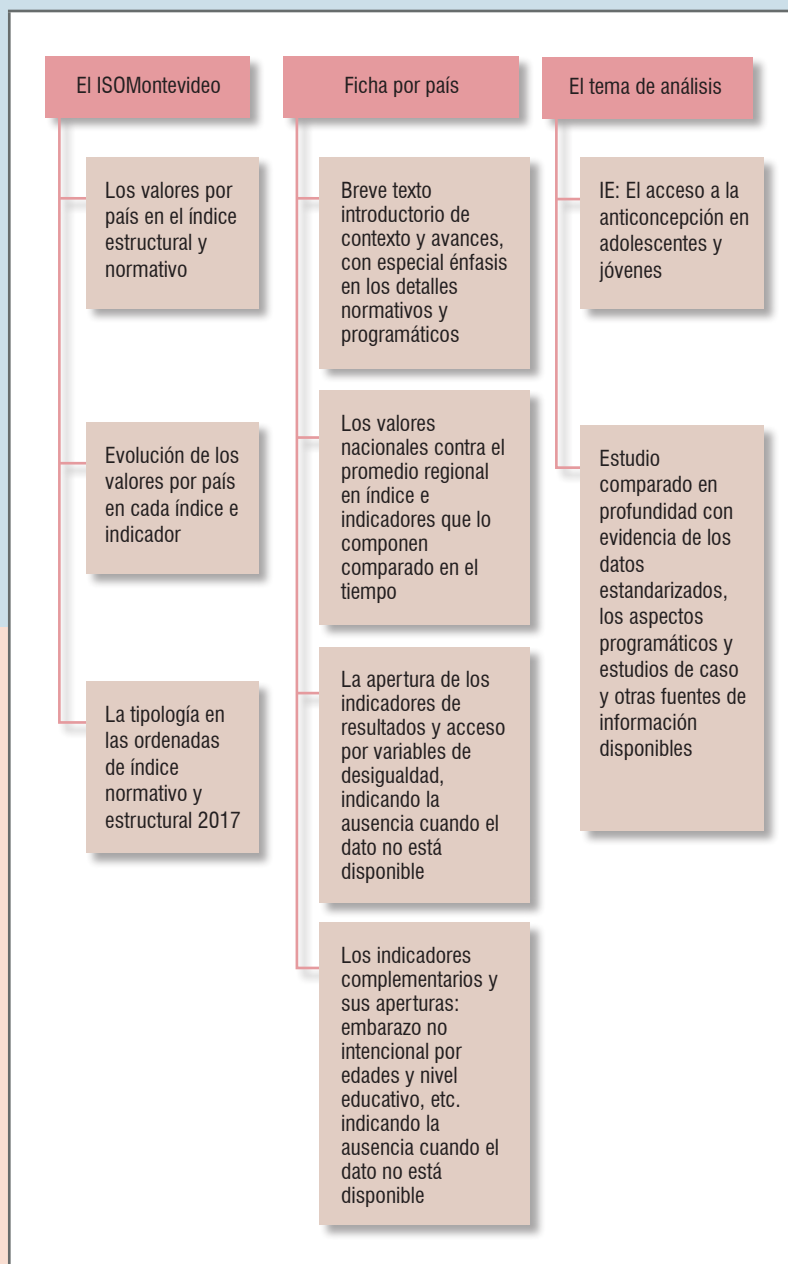 El ISOMontevideo
Los valores por
país en el índice
estructural y
normativo
Evolución de los
valores por país
en cada índice e
indicador
La tipología en
las ordenadas
de índice
normativo y
estructural 2017
Ficha por país
Breve texto
introductorio de
contexto y avances,
con especial énfasis
en los detalles
normativos y
programáticos
Los valores
nacionales contra el
promedio regional
en índice e
indicadores que lo
componen
comparado en el
tiempo
La apertura de los
indicadores de
resultados y acceso
por variables de
desigualdad,
indicando la
ausencia cuando el
dato no está
disponible
Los indicadores
complementarios y
sus aperturas:
embarazo no
intencional por
edades y nivel
educativo, etc.
indicando la
ausencia cuando el
dato no está
disponible
El tema de análisis
IE: El acceso a la
anticoncepción en
adolescentes y
jóvenes
Estudio
comparado en
profundidad con
evidencia de los
datos
estandarizados,
los aspectos
programáticos y
estudios de caso
y otras fuentes de
información
disponibles